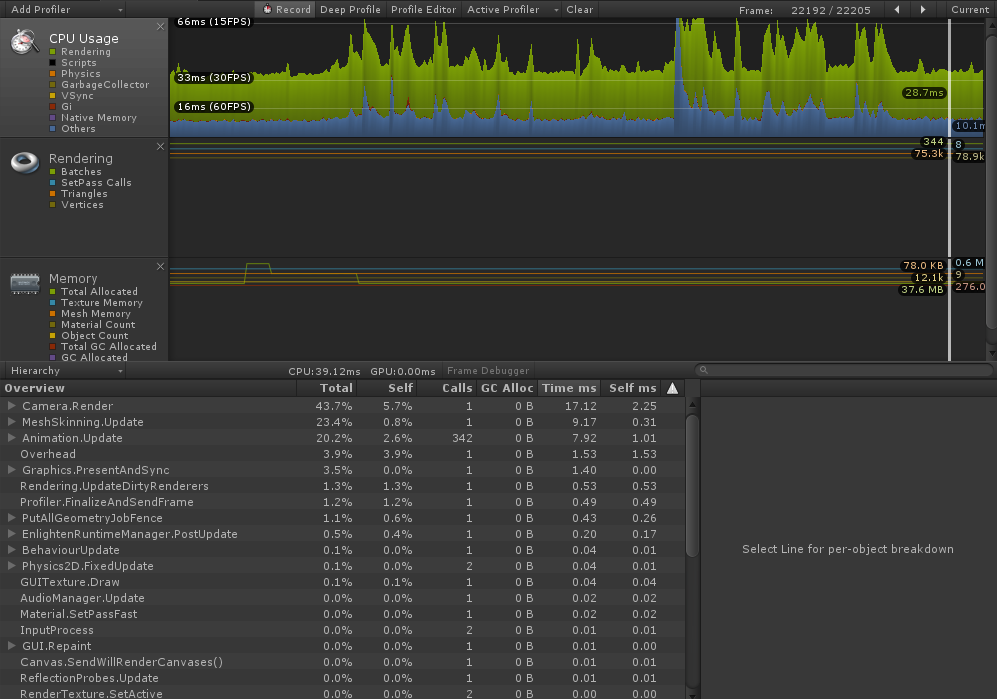 Add Profiler Record Deep Profile Profile Editor Active Profiler Clear Frame: 22192 / 22205 Current
CPU Usage
Rendering
Scripts
Physics
GarbageCollector
VSync
Gi
Native Memory
Others
66ms (15FPS)
33ms (30FPS)
16ms (60FPS)
28.7ms
10.1m
Rendering
Batches
SetPass Calls
Triangles
Vertices
344 8
75.3k 78.9k
Memory
Total Allocated
Texture Memory
Mesh Memory
Material Count
Object Count
Total GC Allocated
GC Allocated
78.0 KB 0.6 M
12.1k 9
37.6 MB 276.0
Hierarchy CPU:39.12ms GPU:0.00ms Frame Debugger
Overview Total Self Calls GC Alloc Time ms Self ms
Camera.Render 43.7% 5.7% 1 0 B 17.12 2.25
MeshSkinning.Update 23.4% 0.8% 1 0 B 9.17 0.31
Animation.Update 20.2% 2.6% 342 0 B 7.92 1.01
Overhead 3.9% 3.9% 1 0 B 1.53 1.53
Graphics.PresentAndSync 3.5% 0.0% 1 0 B 1.40 0.00
Rendering.UpdateDirtyRenderers 1.3% 1.3% 1 0 B 0.53 0.53
Profiler.FinalizeAndSendFrame 1.2% 1.2% 1 0 B 0.49 0.49
PutAllGeometryJobFence 1.1% 0.6% 1 0 B 0.43 0.26
EnlightenRuntimeManager.PostUpdate 0.5% 0.4% 1 0 B 0.20 0.17
BehaviourUpdate 0.1% 0.0% 1 0 B 0.04 0.01
Physics2D.FixedUpdate 0.1% 0.0% 2 0 B 0.04 0.01
GUITexture.Draw 0.1% 0.1% 1 0 B 0.04 0.04
AudioManager.Update 0.0% 0.0% 1 0 B 0.02 0.02
Material.SetPassFast 0.0% 0.0% 1 0 B 0.02 0.02
InputProcess 0.0% 0.0% 2 0 B 0.01 0.01
GUI.Repaint 0.0% 0.0% 1 0 B 0.01 0.00
Canvas.SendWillRenderCanvases() 0.0% 0.0% 1 0 B 0.01 0.01
ReflectionProbes.Update 0.0% 0.0% 1 0 B 0.01 0.01
RenderTexture.SetActive 0.0% 0.0% 2 0 B 0.00 0.00
Select Line for per-object breakdown